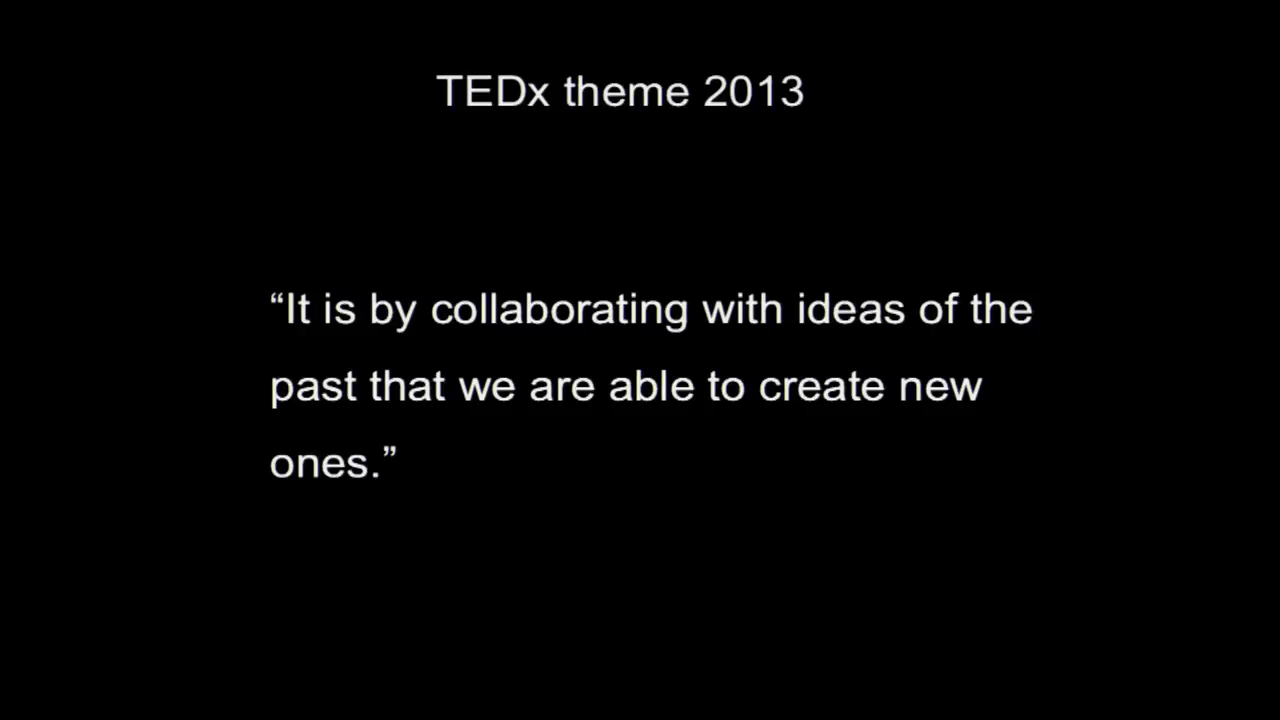 TEDx theme 2013
“It is by collaborating with ideas of the
past that we are able to create new
ones.”